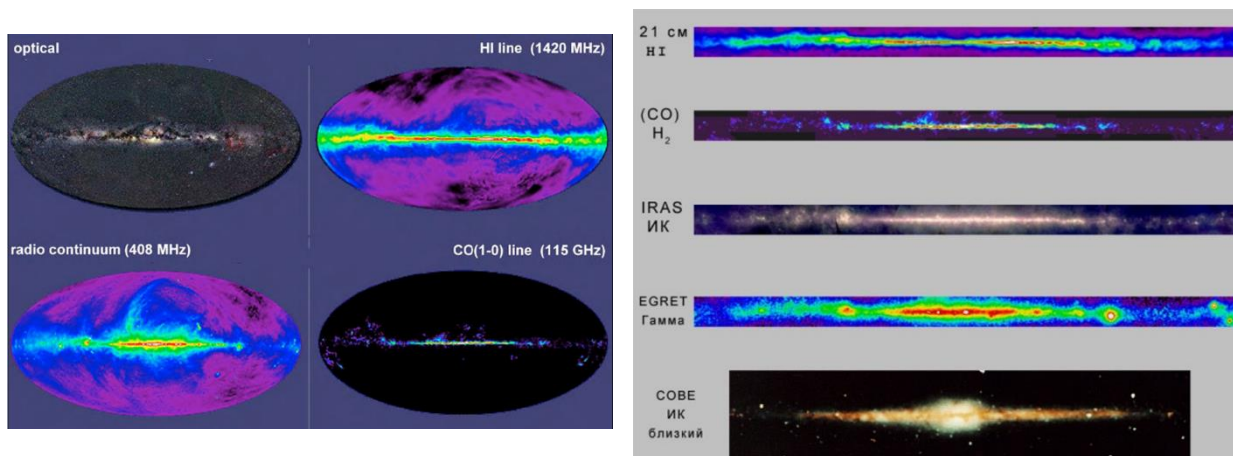 optical
HI line (1420 MHz)
radio continuum (408 MHz)
CO(1-0) line (115 GHz)
21 см
HI
(CO)
H₂
IRAS
ИК
EGRET
Гамма
COBE
ИК
близкий